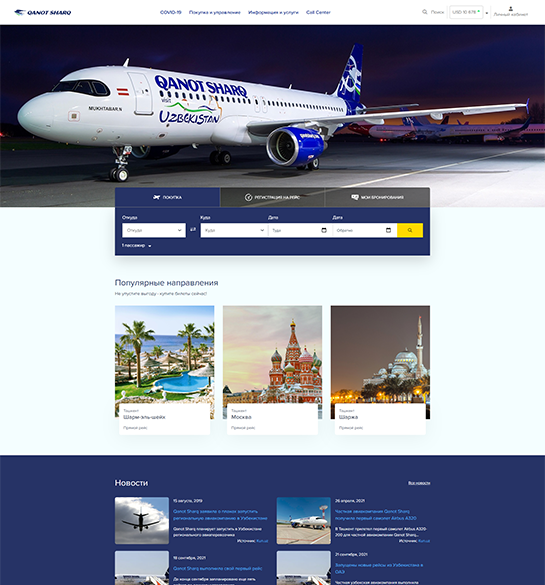 QANOT SHARQ
COVID-19 Покупка и управление Информация и услуги Call Center
Поиск
Личный кабинет
QANOT SHARQ
visit
UZBEKISTAN
MUKHTABAR.N
ПОКУПКА
РЕГИСТРАЦИЯ НА РЕЙС
МОИ БРОНИРОВАНИЯ
Откуда Куда Дата Дата
Откуда Куда Туда Обратно
1 пассажир
Популярные направления
Не упустите выгоду - купите билеты сейчас!
Ташкент
Шарм-эль-шейх
Прямой рейс
Ташкент
Москва
Прямой рейс
Ташкент
Шаржа
Прямой рейс
Новости
Все новости
15 августа, 2019
Qanot Sharq заявила о планах запустить
региональную авиакомпанию в Узбекистане
Qanot Sharq планирует запустить в Узбекистане
регионального авиаперевозчика
Источник: Kun.uz
26 апреля, 2021
Частная авиакомпания Qanot Sharq
получила первый самолет Airbus A320
В Ташкент прилетел первый самолет Airbus A320-
200 для частной авиакомпании Qanot Sharq...
Источник: Kun.uz
18 сентября, 2021
Qanot Sharq выполнила свой первый рейс
До конца сентября запланировано еще пять
21 сентября, 2021
Запущены новые рейсы из Узбекистана в
ОАЭ
Частная узбекская авиакомпания выполнила